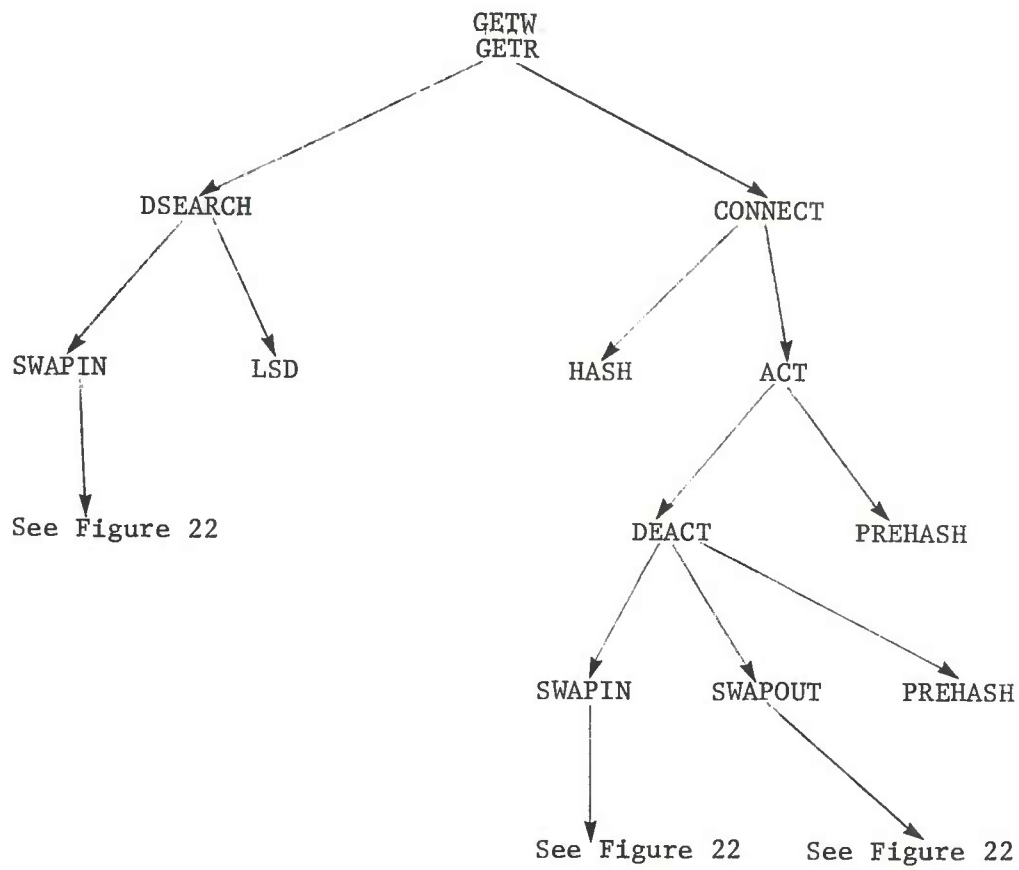 GETW
GETR
DSEARCH
CONNECT
SWAPIN
LSD
HASH
ACT
See Figure 22
DEACT
PREHASH
SWAPIN
SWAPOUT
PREHASH
See Figure 22
See Figure 22